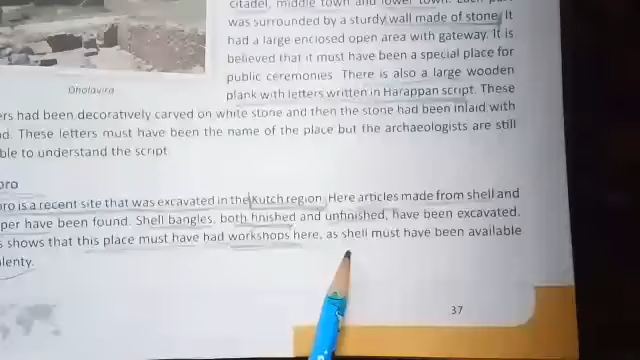 citadel, middle town and lower town. Each part
was surrounded by a sturdy wall made of stone. It
had a large enclosed open area with gateway. It is
believed that it must have been a special place for
public ceremonies. There is also a large wooden
plank with letters written in Harappan script. These
Dholavira
ers had been decoratively carved on white stone and then the stone had been inlaid with
d. These letters must have been the name of the place but the archaeologists are still
ble to understand the script.
oro
oro is a recent site that was excavated in the Kutch region. Here articles made from shell and
per have been found. Shell bangles, both finished and unfinished, have been excavated.
s shows that this place must have had workshops here, as shell must have been available
lenty.
37